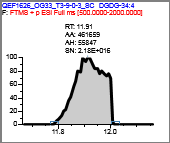 QEF1626_OG33_T3-9-0-3_SC DGDG-34:4
F: FTMS + p ESI Full ms [500.0000-2000.0000]
RT: 11.91
AA: 461659
AH: 55847
SN: 2.18E+016
100
80
60
40
20
0
11.8 12.0